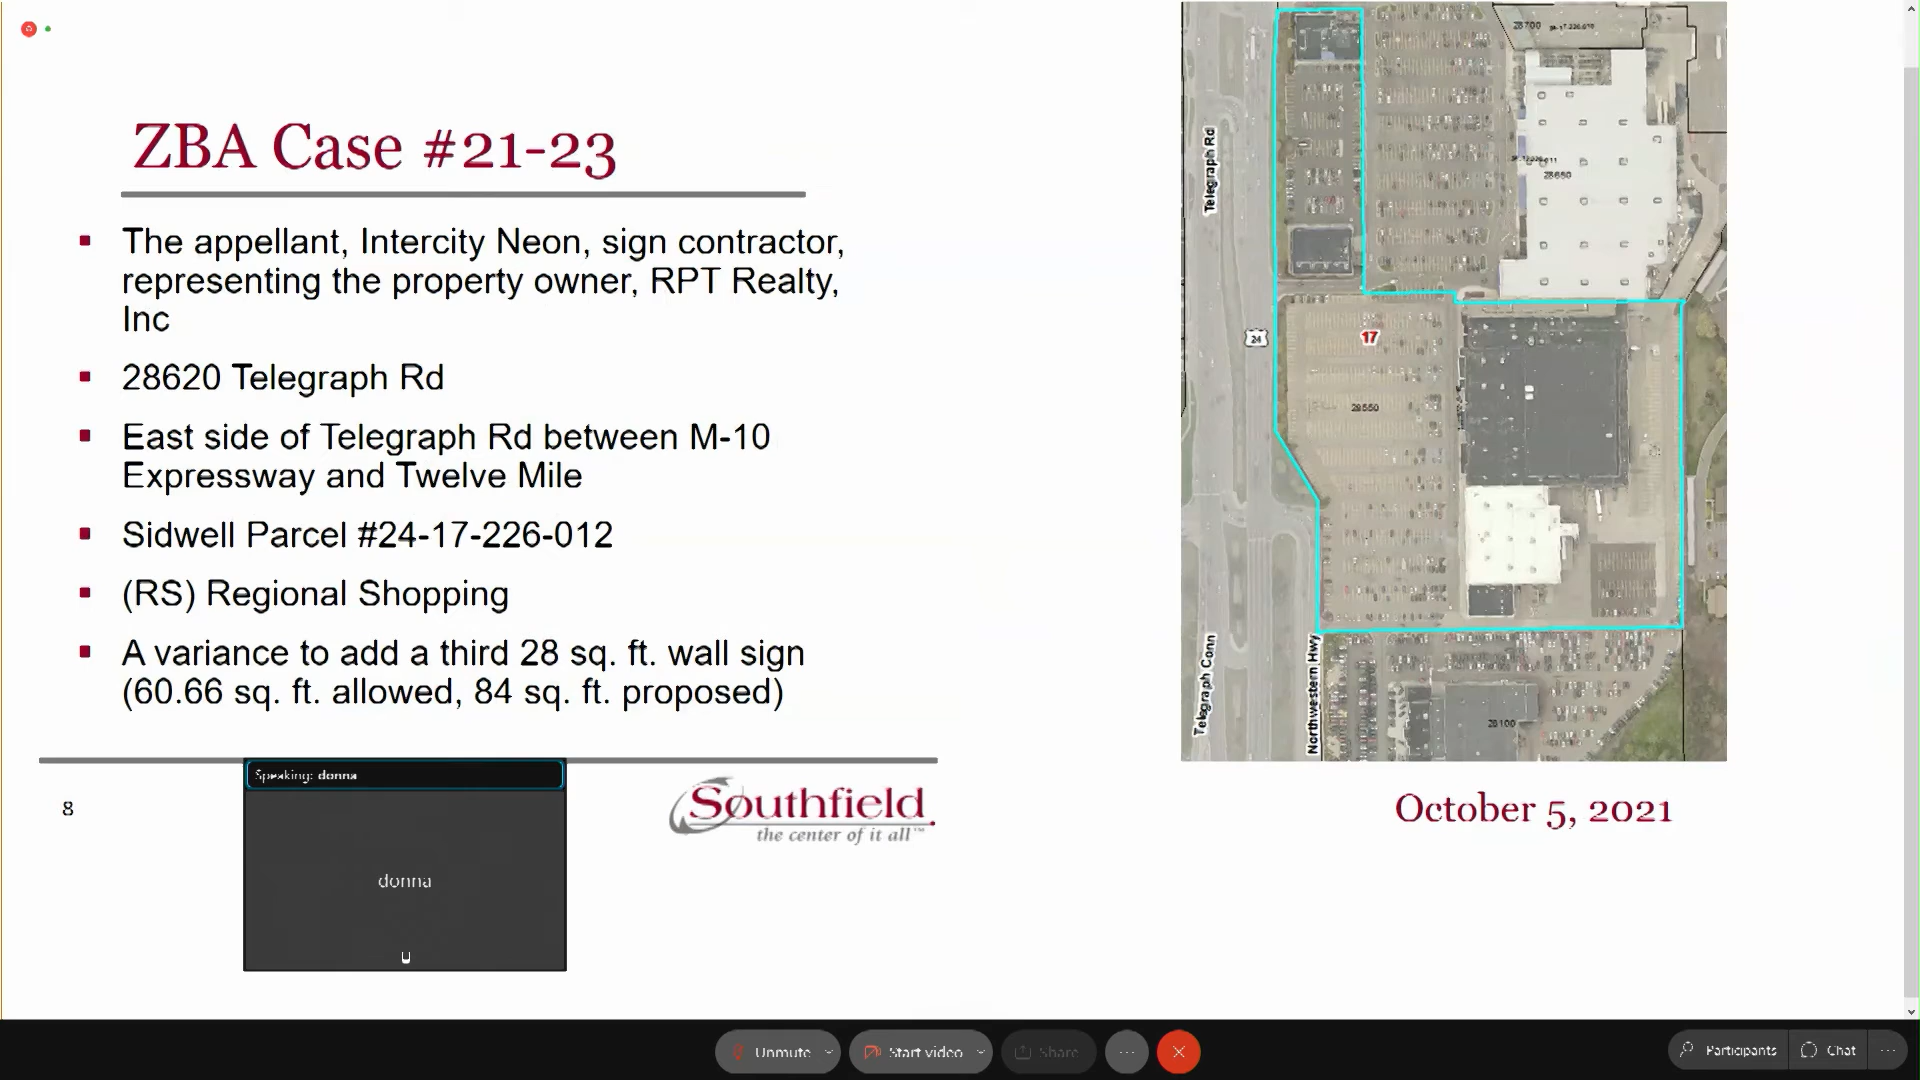 ZBA Case #21-23
The appellant, Intercity Neon, sign contractor,
representing the property owner, RPT Realty,
Inc
28620 Telegraph Rd
East side of Telegraph Rd between M-10
Expressway and Twelve Mile
Sidwell Parcel #24-17-226-012
(RS) Regional Shopping
A variance to add a third 28 sq. ft. wall sign
(60.66 sq. ft. allowed, 84 sq. ft. proposed)
8
Speaking: donna
donna
Southfield
the center of it all™
Telegraph Rd
24
17
28550
28700
28660
Telegraph Conn
Northwestern Hwy
28100
October 5, 2021
Unmute
Start video
Share
Participants
Chat